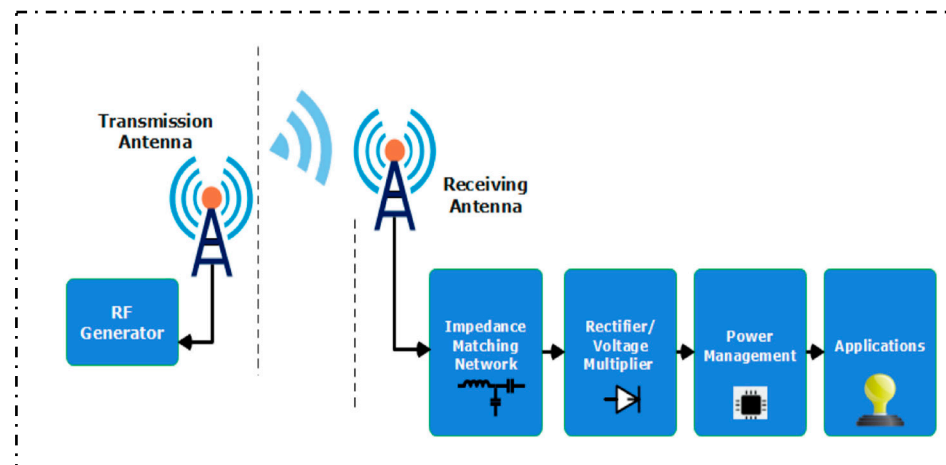 Transmission
Antenna
Receiving
Antenna
RF
Generator
Impedance
Matching
Network
Rectifier/
Voltage
Multiplier
Power
Management
Applications